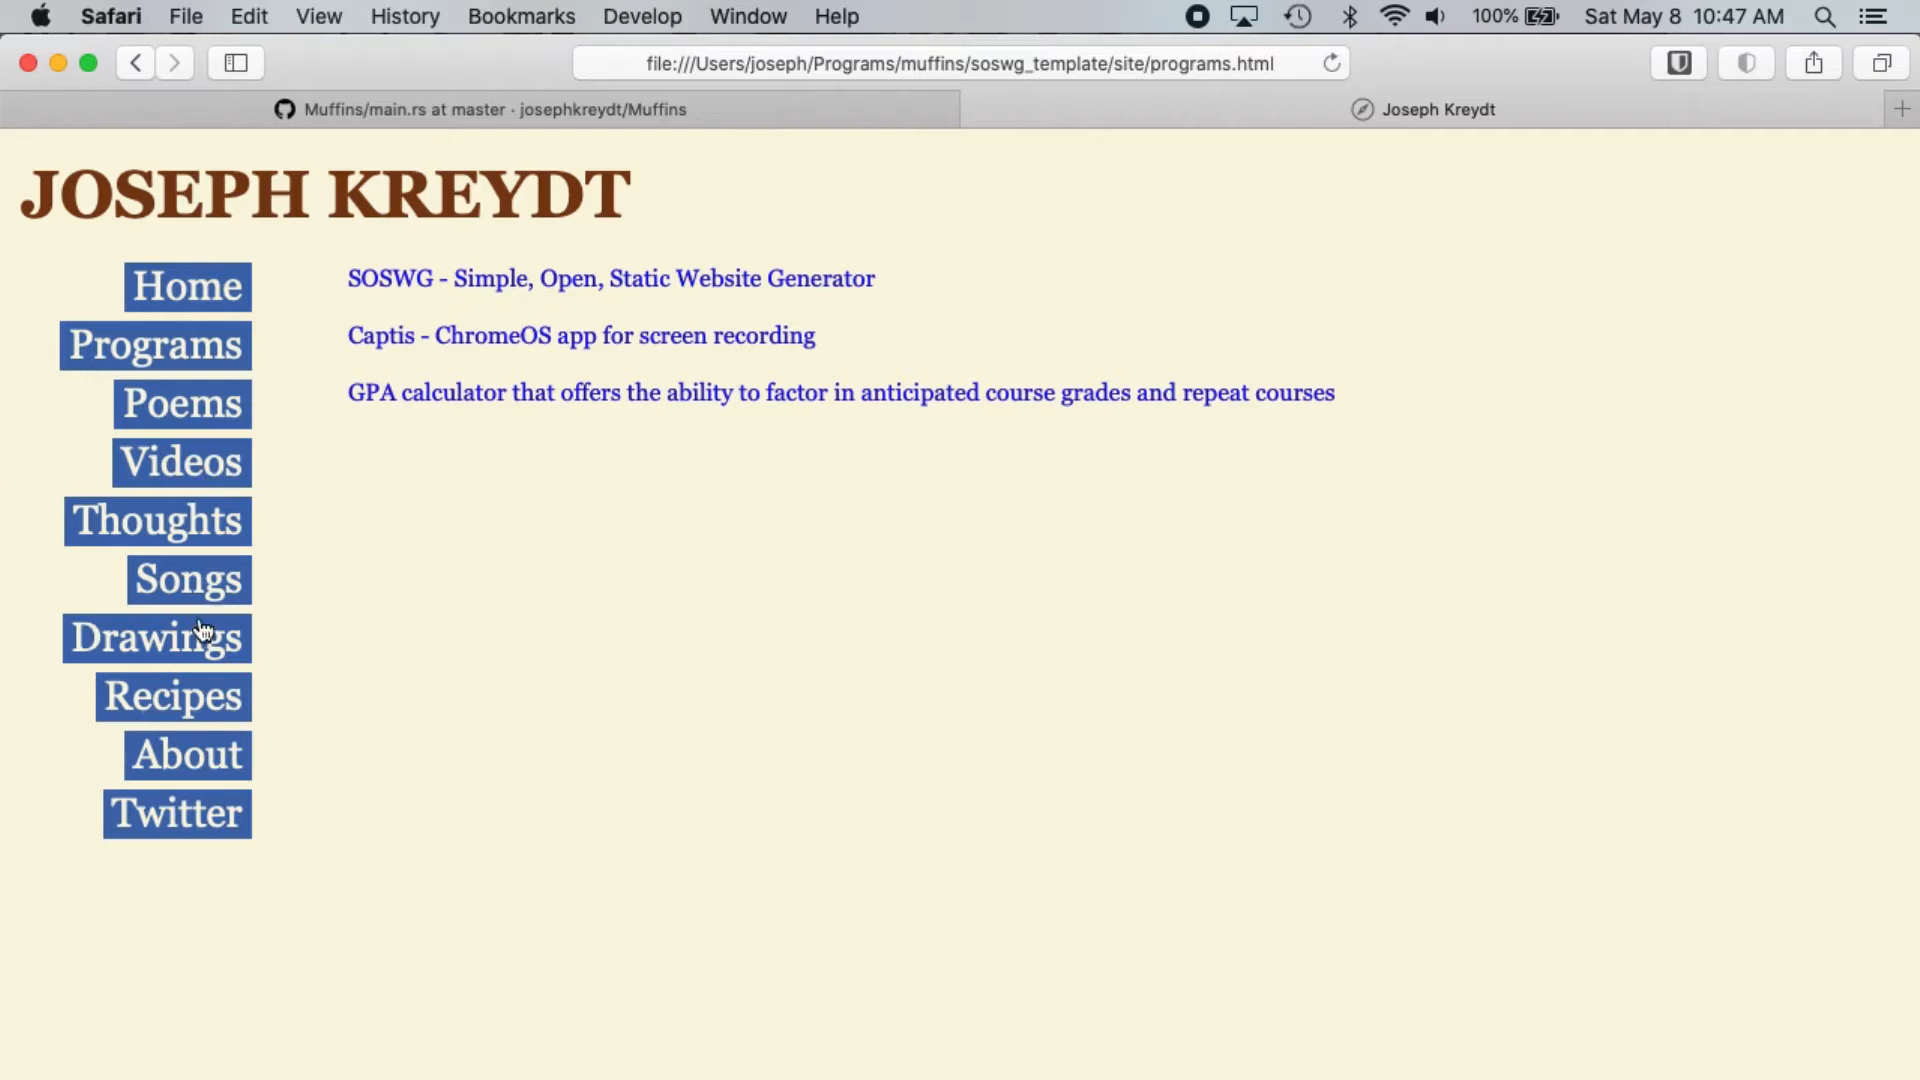 Safari File Edit View History Bookmarks Develop Window Help 100% Sat May 8 10:47 AM
file:///Users/joseph/Programs/muffins/soswg_template/site/programs.html
Muffins/main.rs at master · josephkreydt/Muffins
Joseph Kreydt
JOSEPH KREYDT
Home
Programs
Poems
Videos
Thoughts
Songs
Drawings
Recipes
About
Twitter
SOSWG - Simple, Open, Static Website Generator
Captis - ChromeOS app for screen recording
GPA calculator that offers the ability to factor in anticipated course grades and repeat courses